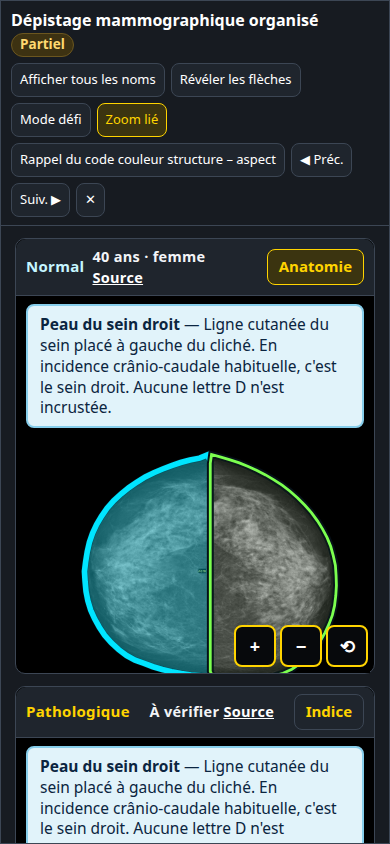 Dépistage mammographique organisé
Partiel
Afficher tous les noms
Révéler les flèches
Mode défi
Zoom lié
Rappel du code couleur structure – aspect
◀ Préc.
Suiv. ▶
✕
Normal
40 ans · femme
Source
Anatomie
Peau du sein droit — Ligne cutanée du
sein placé à gauche du cliché. En
incidence crânio-caudale habituelle, c'est
le sein droit. Aucune lettre D n'est
incrustée.
+
−
⟲
Pathologique
À vérifier Source
Indice
Peau du sein droit — Ligne cutanée du
sein placé à gauche du cliché. En
incidence crânio-caudale habituelle, c'est
le sein droit. Aucune lettre D n'est